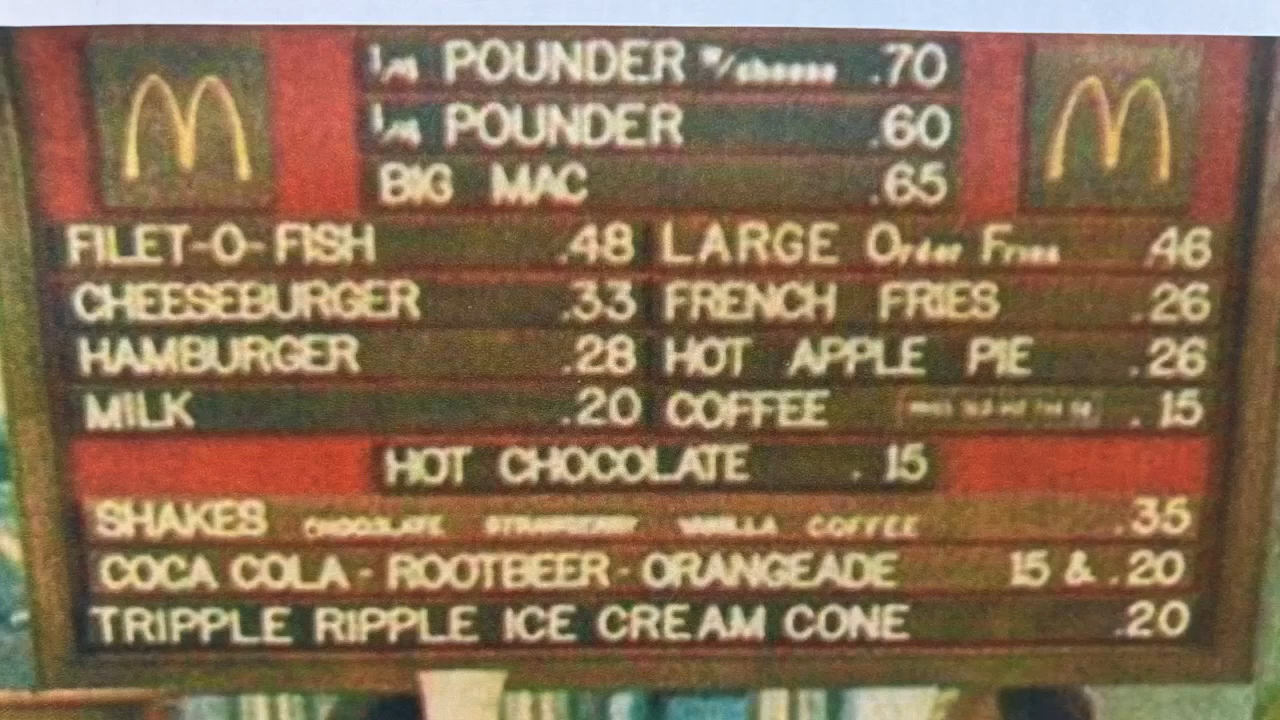 1/4 POUNDER W/cheese .70
1/4 POUNDER .60
BIG MAC .65
FILET-O-FISH .48
LARGE Order Fries .46
CHEESEBURGER .33
FRENCH FRIES .26
HAMBURGER .28
HOT APPLE PIE .26
MILK .20
COFFEE .15
HOT CHOCOLATE .15
SHAKES CHOCOLATE STRAWBERRY VANILLA COFFEE .35
COCA COLA - ROOTBEER - ORANGEADE 15 & .20
TRIPPLE RIPPLE ICE CREAM CONE .20